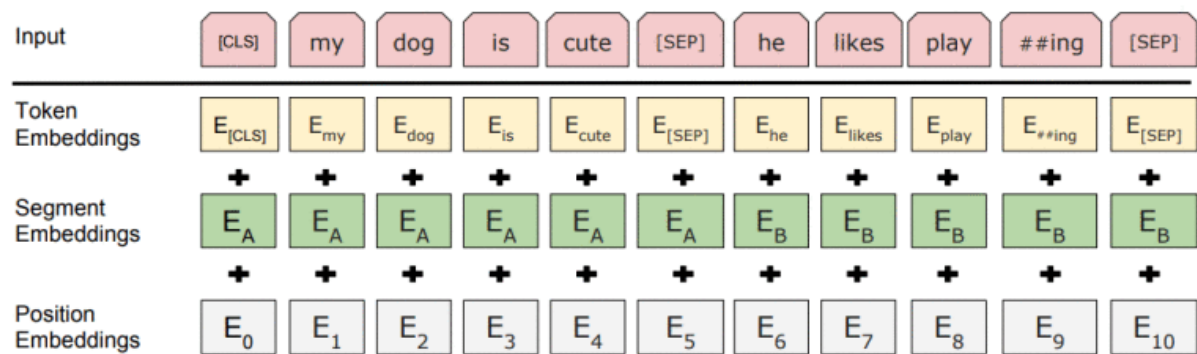 Input [CLS] my dog is cute [SEP] he likes play ##ing [SEP]
Token Embeddings E[CLS] Emy Edog Eis Ecute E[SEP] Ehe Elikes Eplay E##ing E[SEP]
+ + + + + + + + + + +
Segment Embeddings EA EA EA EA EA EA EB EB EB EB EB
+ + + + + + + + + + +
Position Embeddings E0 E1 E2 E3 E4 E5 E6 E7 E8 E9 E10